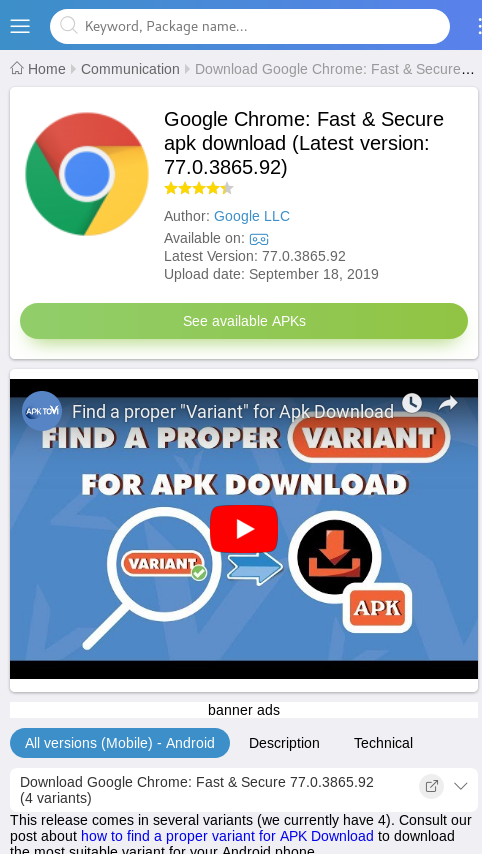 Keyword, Package name...
Home Communication Download Google Chrome: Fast & Secure...
Google Chrome: Fast & Secure
apk download (Latest version:
77.0.3865.92)
Author: Google LLC
Available on:
Latest Version: 77.0.3865.92
Upload date: September 18, 2019
See available APKs
APK TOVI
Find a proper "Variant" for Apk Download
FIND A PROPER VARIANT
FOR APK DOWNLOAD
VARIANT
APK
banner ads
All versions (Mobile) - Android Description Technical
Download Google Chrome: Fast & Secure 77.0.3865.92
(4 variants)
This release comes in several variants (we currently have 4). Consult our
post about how to find a proper variant for APK Download to download
the most suitable variant for your Android phone